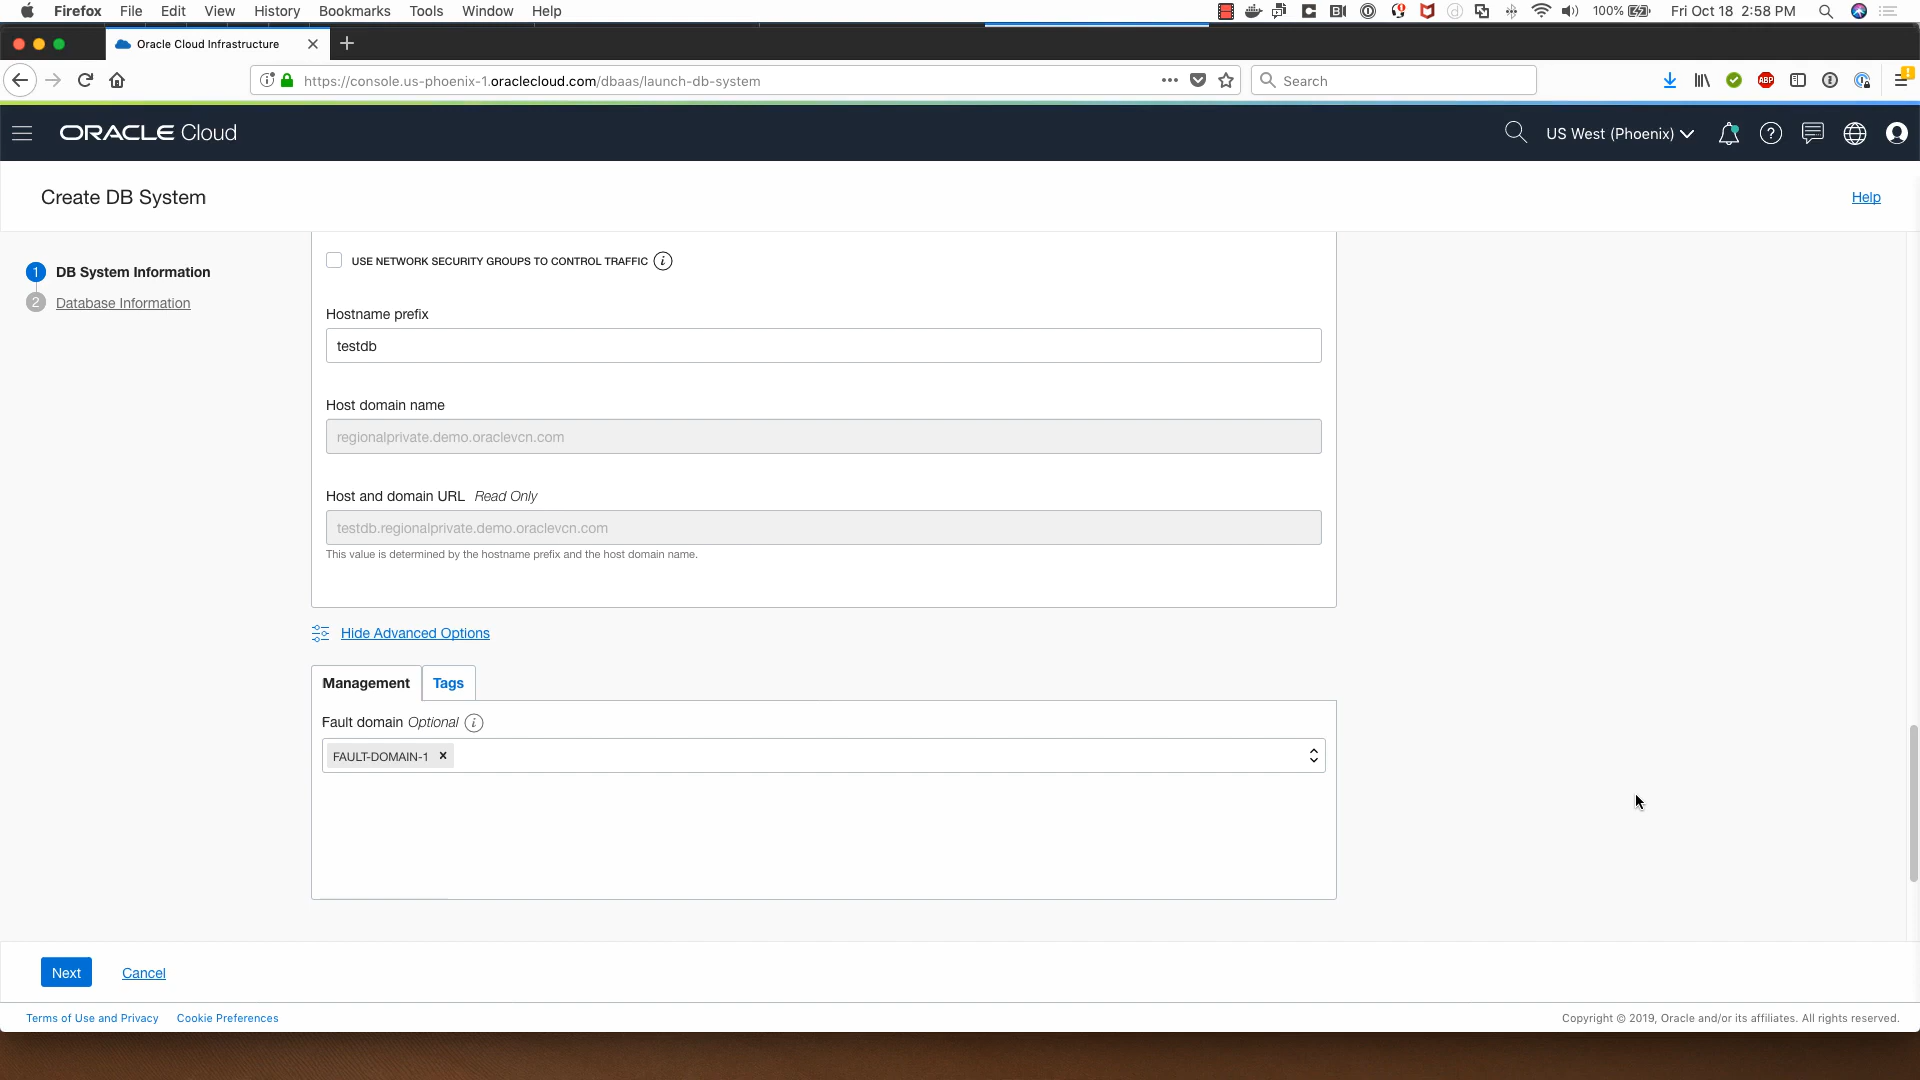 Firefox File Edit View History Bookmarks Tools Window Help 100% Fri Oct 18 2:58 PM
Oracle Cloud Infrastructure
https://console.us-phoenix-1.oraclecloud.com/dbaas/launch-db-system Search ABP
ORACLE Cloud US West (Phoenix)
Create DB System Help
1 DB System Information
2 Database Information
USE NETWORK SECURITY GROUPS TO CONTROL TRAFFIC i
Hostname prefix
testdb
Host domain name
regionalprivate.demo.oraclevcn.com
Host and domain URL Read Only
testdb.regionalprivate.demo.oraclevcn.com
This value is determined by the hostname prefix and the host domain name.
Hide Advanced Options
Management Tags
Fault domain Optional i
FAULT-DOMAIN-1 ×
Next Cancel
Terms of Use and Privacy Cookie Preferences Copyright © 2019, Oracle and/or its affiliates. All rights reserved.